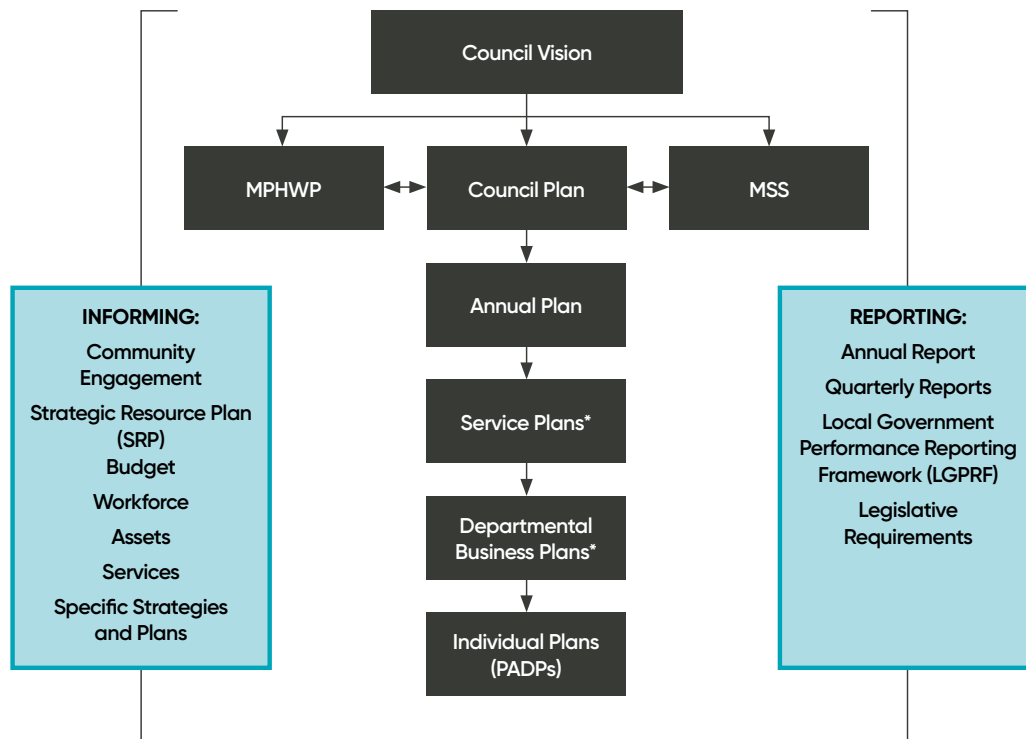 Council Vision
MPHWP
Council Plan
MSS
Annual Plan
Service Plans*
Departmental
Business Plans*
Individual Plans
(PADPs)
INFORMING:
Community
Engagement
Strategic Resource Plan
(SRP)
Budget
Workforce
Assets
Services
Specific Strategies
and Plans
REPORTING:
Annual Report
Quarterly Reports
Local Government
Performance Reporting
Framework (LGPRF)
Legislative
Requirements